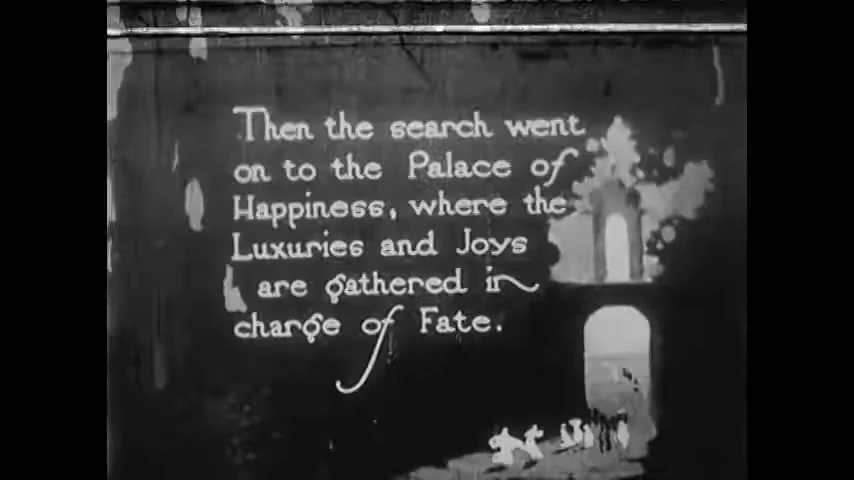 Then the search went
on to the Palace of
Happiness, where the
Luxuries and Joys
are gathered in
charge of Fate.